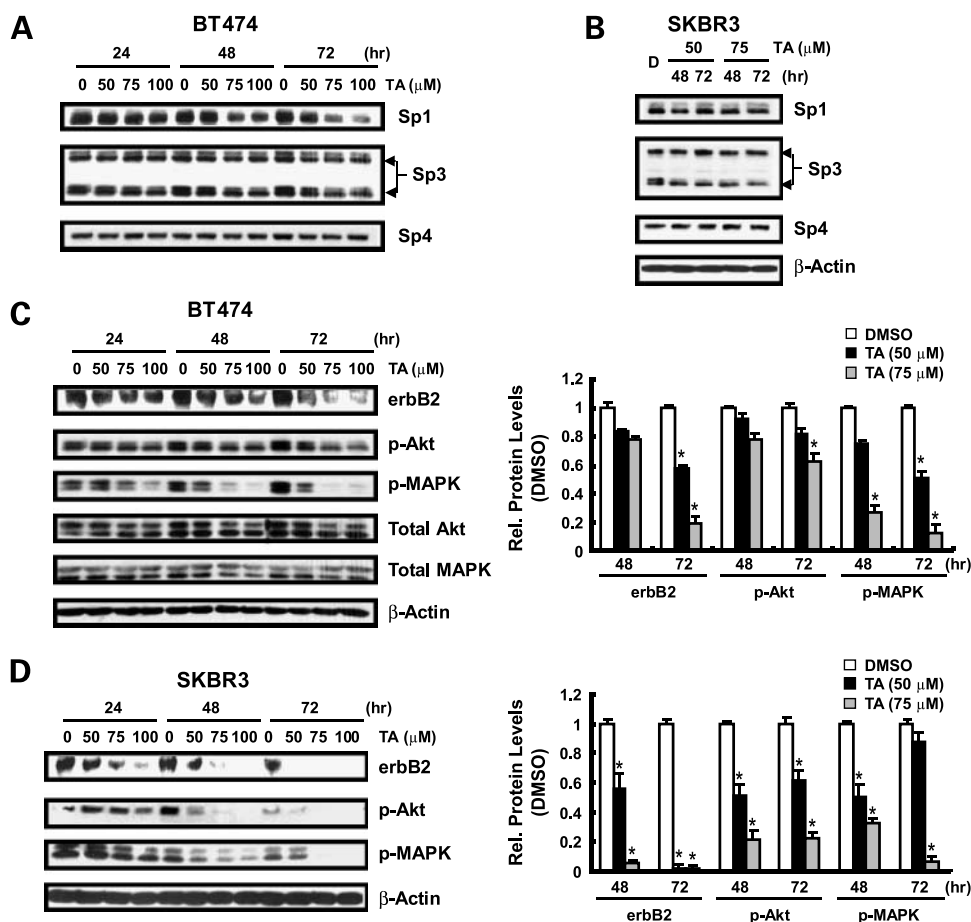 A
BT474
24 48 72 (hr)
0 50 75 100 0 50 75 100 0 50 75 100 TA (μM)
Sp1
Sp3
Sp4
B
SKBR3
50 75 TA (μM)
D
48 72 48 72 (hr)
Sp1
Sp3
Sp4
β-Actin
C
BT474
24 48 72 (hr)
0 50 75 100 0 50 75 100 0 50 75 100 TA (μM)
erbB2
p-Akt
p-MAPK
Total Akt
Total MAPK
β-Actin
DMSO
TA (50 μM)
TA (75 μM)
Rel. Protein Levels
(DMSO)
1.2
1
0.8
0.6
0.4
0.2
0
* * * * * *
48 72 48 72 48 72 (hr)
erbB2 p-Akt p-MAPK
D
SKBR3
24 48 72 (hr)
0 50 75 100 0 50 75 100 0 50 75 100 TA (μM)
erbB2
p-Akt
p-MAPK
β-Actin
DMSO
TA (50 μM)
TA (75 μM)
Rel. Protein Levels
(DMSO)
1.2
1
0.8
0.6
0.4
0.2
0
* * * * * * * * * * *
48 72 48 72 48 72 (hr)
erbB2 p-Akt p-MAPK